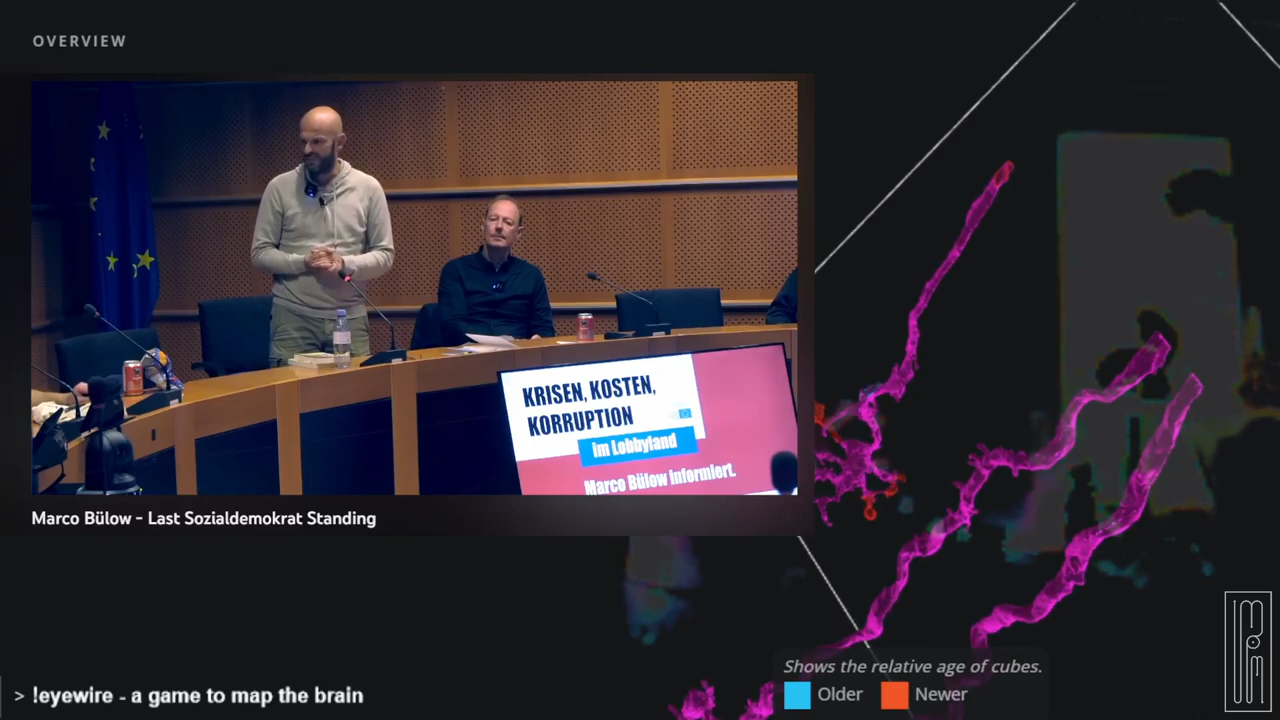 OVERVIEW
KRISEN, KOSTEN,
KORRUPTION
im Lobbyland
Marco Bülow informiert.
Marco Bülow - Last Sozialdemokrat Standing
Shows the relative age of cubes.
Older Newer
> !eyewire - a game to map the brain